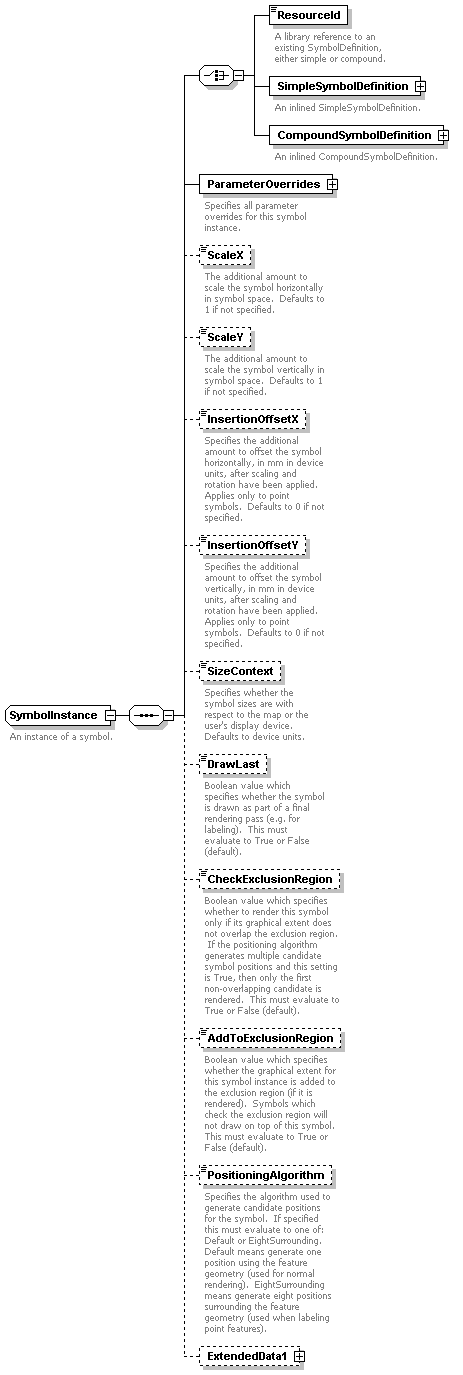 ResourceId
A library reference to an
existing SymbolDefinition,
either simple or compound.
SimpleSymbolDefinition
An inlined SimpleSymbolDefinition.
CompoundSymbolDefinition
An inlined CompoundSymbolDefinition.
ParameterOverrides
Specifies all parameter
overrides for this symbol
instance.
ScaleX
The additional amount to
scale the symbol horizontally
in symbol space.  Defaults to
1 if not specified.
ScaleY
The additional amount to
scale the symbol vertically in
symbol space.  Defaults to 1
if not specified.
InsertionOffsetX
Specifies the additional
amount to offset the symbol
horizontally, in mm in device
units, after scaling and
rotation have been applied.
Applies only to point
symbols.  Defaults to 0 if not
specified.
InsertionOffsetY
Specifies the additional
amount to offset the symbol
vertically, in mm in device
units, after scaling and
rotation have been applied.
Applies only to point
symbols.  Defaults to 0 if not
specified.
SizeContext
Specifies whether the
symbol sizes are with
respect to the map or the
user's display device.
Defaults to device units.
SymbolInstance
An instance of a symbol.
DrawLast
Boolean value which
specifies whether the symbol
is drawn as part of a final
rendering pass (e.g. for
labeling).  This must
evaluate to True or False
(default).
CheckExclusionRegion
Boolean value which specifies
whether to render this symbol
only if its graphical extent does
not overlap the exclusion region.
If the positioning algorithm
generates multiple candidate
symbol positions and this setting
is True, then only the first
non-overlapping candidate is
rendered.  This must evaluate to
True or False (default).
AddToExclusionRegion
Boolean value which specifies
whether the graphical extent for
this symbol instance is added to
the exclusion region (if it is
rendered).  Symbols which
check the exclusion region will
not draw on top of this symbol.
This must evaluate to True or
False (default).
PositioningAlgorithm
Specifies the algorithm used to
generate candidate positions
for the symbol.  If specified
this must evaluate to one of:
Default or EightSurrounding.
Default means generate one
position using the feature
geometry (used for normal
rendering).  EightSurrounding
means generate eight positions
surrounding the feature
geometry (used when labeling
point features).
ExtendedData1